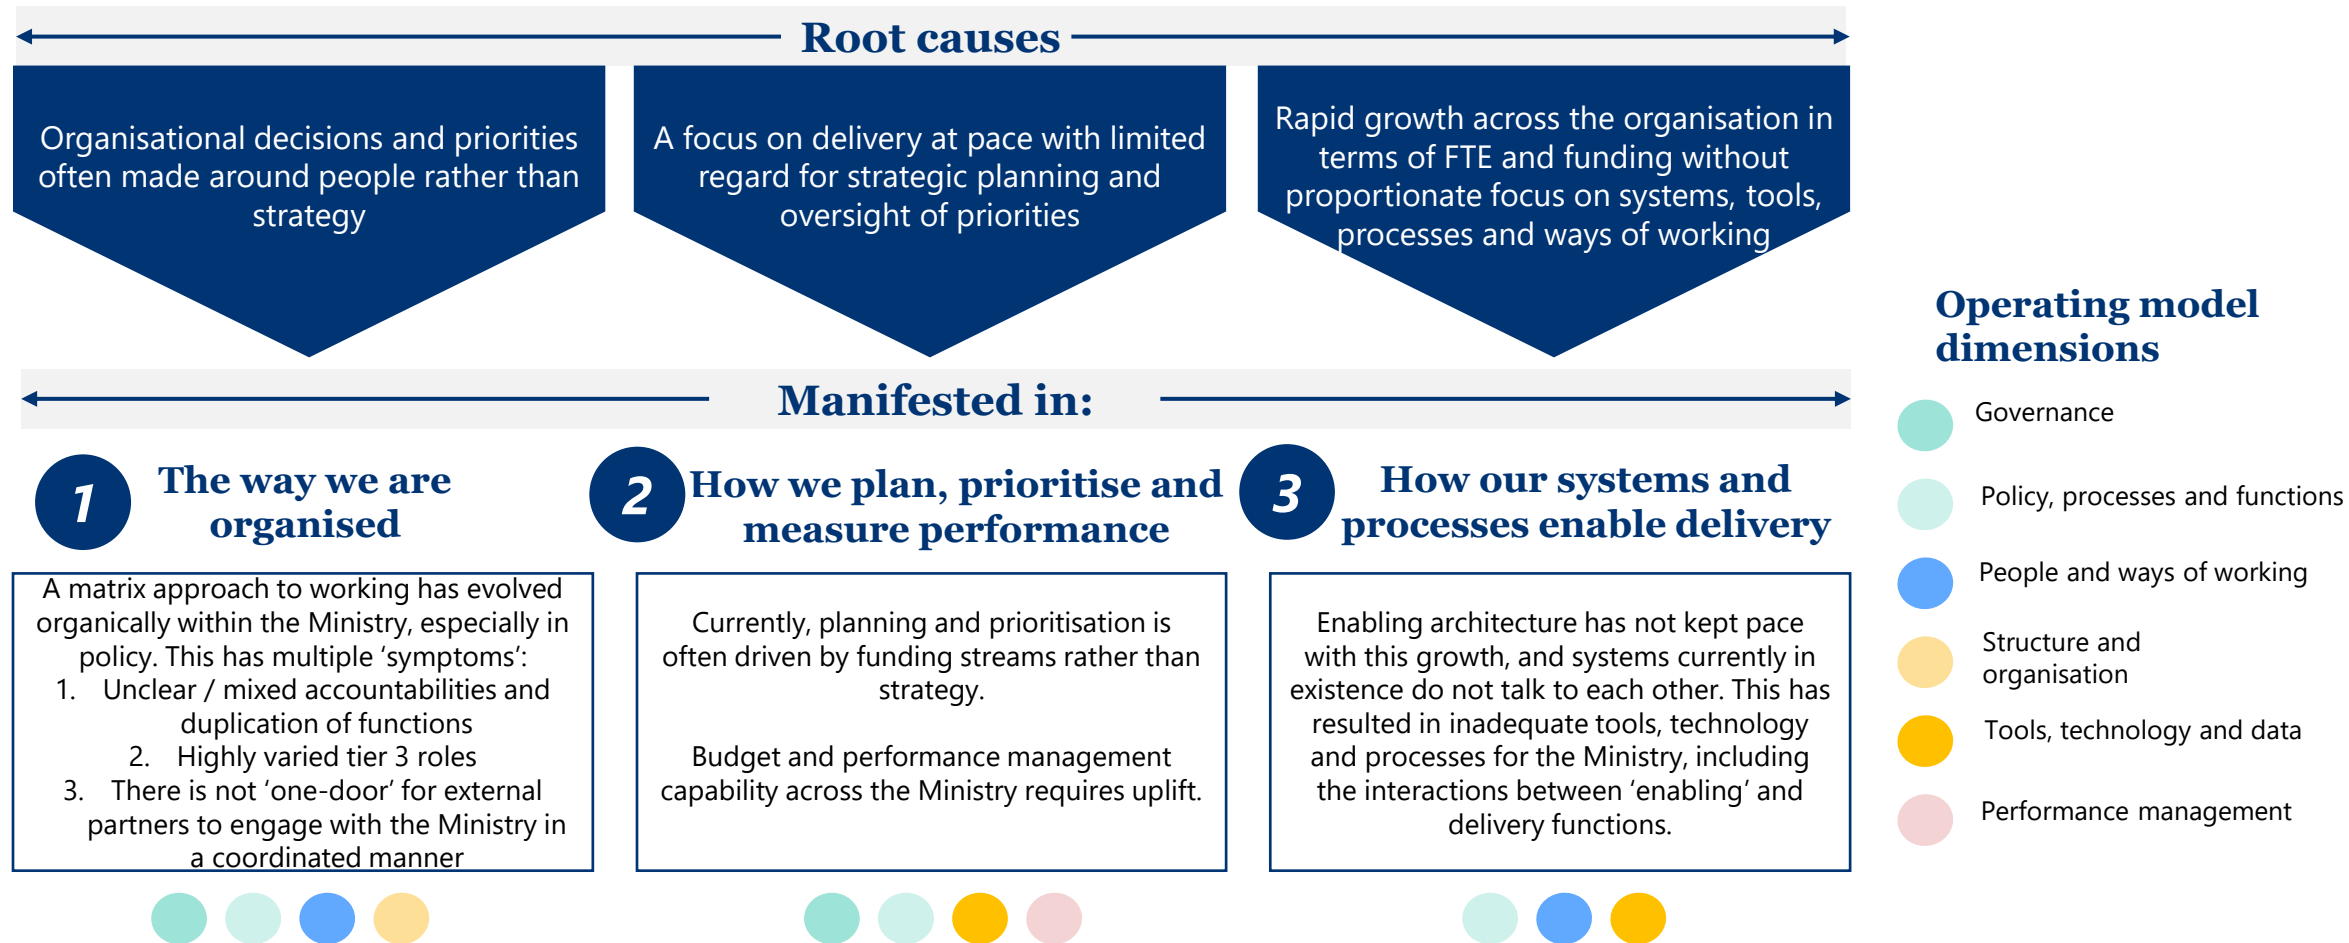 Root causes
Organisational decisions and priorities
often made around people rather than
strategy
A focus on delivery at pace with limited
regard for strategic planning and
oversight of priorities
Rapid growth across the organisation in
terms of FTE and funding without
proportionate focus on systems, tools,
processes and ways of working
Manifested in:
1
The way we are
organised
A matrix approach to working has evolved
organically within the Ministry, especially in
policy. This has multiple ‘symptoms’:
1. Unclear / mixed accountabilities and
duplication of functions
2. Highly varied tier 3 roles
3. There is not ‘one-door’ for external
partners to engage with the Ministry in
a coordinated manner
2
How we plan, prioritise and
measure performance
Currently, planning and prioritisation is
often driven by funding streams rather than
strategy.
Budget and performance management
capability across the Ministry requires uplift.
3
How our systems and
processes enable delivery
Enabling architecture has not kept pace
with this growth, and systems currently in
existence do not talk to each other. This has
resulted in inadequate tools, technology
and processes for the Ministry, including
the interactions between ‘enabling’ and
delivery functions.
Operating model
dimensions
Governance
Policy, processes and functions
People and ways of working
Structure and
organisation
Tools, technology and data
Performance management